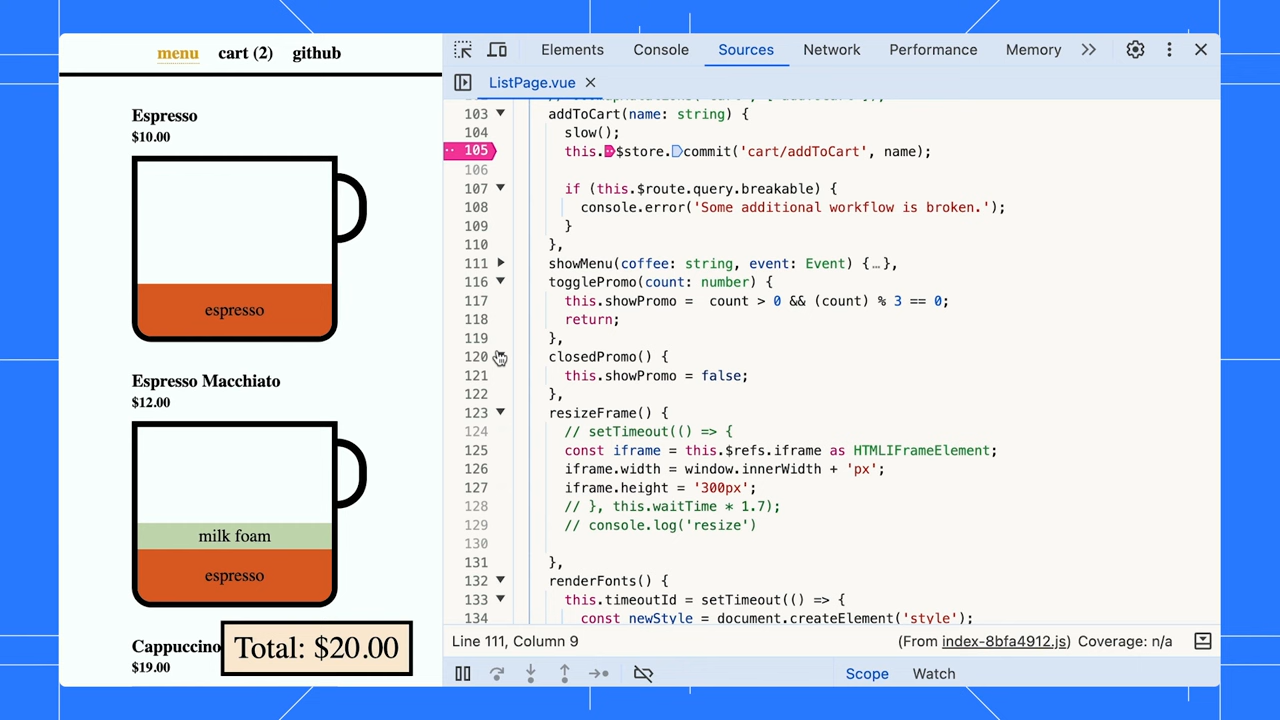 menu cart (2) github
Espresso
$10.00
espresso
Espresso Macchiato
$12.00
milk foam
espresso
Cappuccino
$19.00
Total: $20.00
Elements Console Sources Network Performance Memory
ListPage.vue
103 addToCart(name: string) {
104 slow();
105 this.$store.commit('cart/addToCart', name);
106
107 if (this.$route.query.breakable) {
108 console.error('Some additional workflow is broken.');
109 }
110 },
111 showMenu(coffee: string, event: Event) {…},
116 togglePromo(count: number) {
117 this.showPromo =  count > 0 && (count) % 3 == 0;
118 return;
119 },
120 closedPromo() {
121 this.showPromo = false;
122 },
123 resizeFrame() {
124 // setTimeout(() => {
125 const iframe = this.$refs.iframe as HTMLIFrameElement;
126 iframe.width = window.innerWidth + 'px';
127 iframe.height = '300px';
128 // }, this.waitTime * 1.7);
129 // console.log('resize')
130
131 },
132 renderFonts() {
133 this.timeoutId = setTimeout(() => {
134 const newStyle = document.createElement('style');
Line 111, Column 9 (From index-8bfa4912.js) Coverage: n/a
Scope Watch